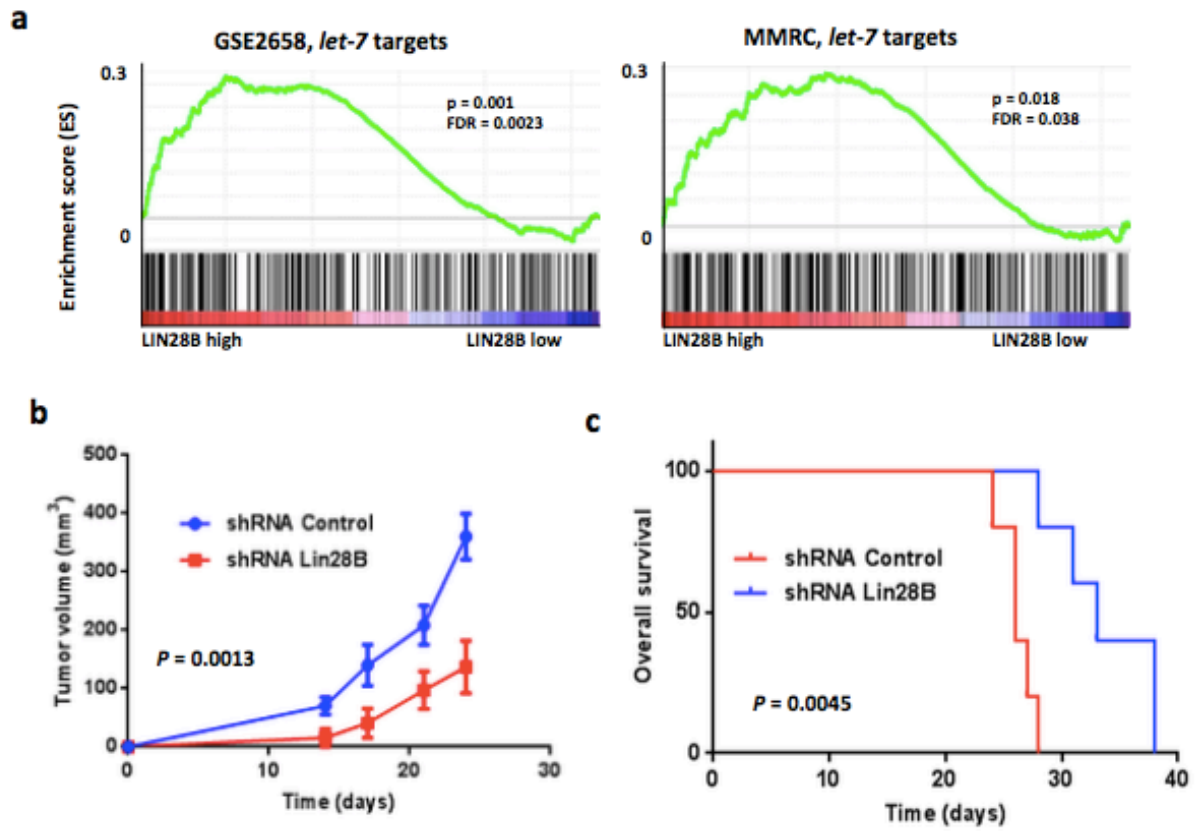 a
GSE2658, let-7 targets
MMRC, let-7 targets
Enrichment score (ES)
0.3
0
p = 0.001
FDR = 0.0023
LIN28B high
LIN28B low
0.3
0
p = 0.018
FDR = 0.038
LIN28B high
LIN28B low
b
Tumor volume (mm3)
500
400
300
200
100
0
shRNA Control
shRNA Lin28B
P = 0.0013
0 10 20 30
Time (days)
c
Overall survival
100
50
0
shRNA Control
shRNA Lin28B
P = 0.0045
0 10 20 30 40
Time (days)